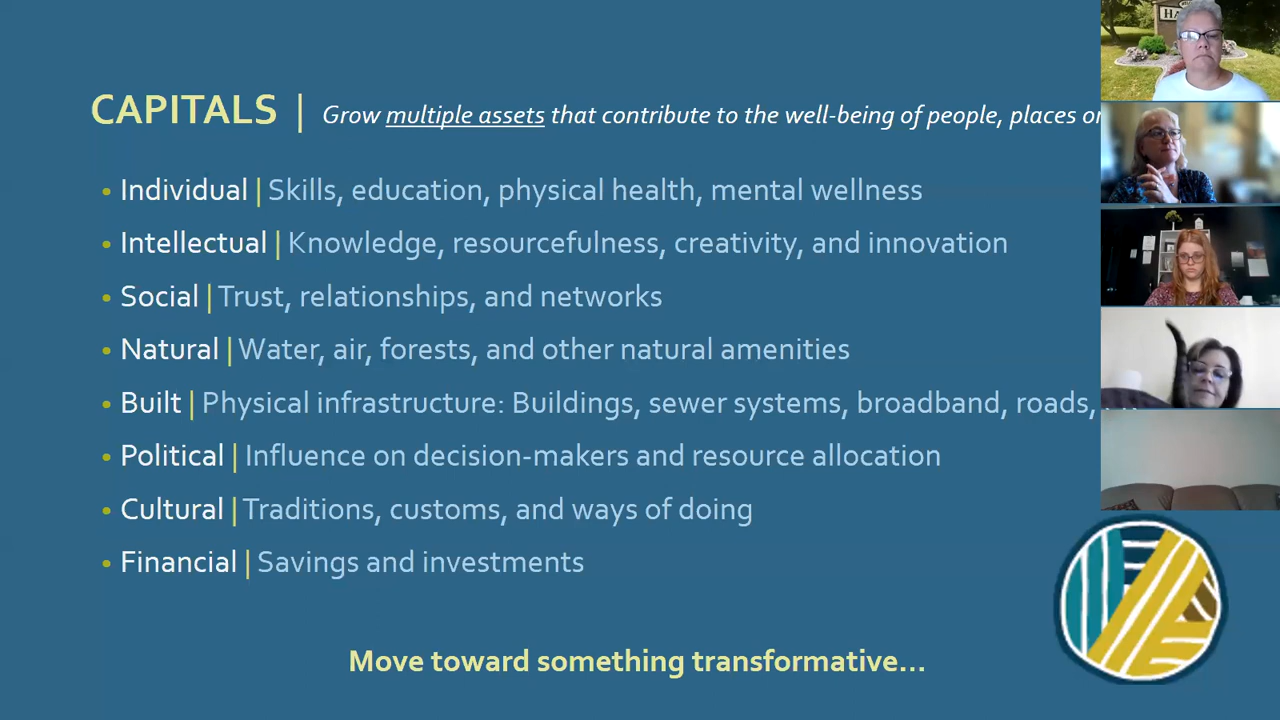 CAPITALS | Grow multiple assets that contribute to the well-being of people, places or
• Individual | Skills, education, physical health, mental wellness
• Intellectual | Knowledge, resourcefulness, creativity, and innovation
• Social | Trust, relationships, and networks
• Natural | Water, air, forests, and other natural amenities
• Built | Physical infrastructure: Buildings, sewer systems, broadband, roads,
• Political | Influence on decision-makers and resource allocation
• Cultural | Traditions, customs, and ways of doing
• Financial | Savings and investments
Move toward something transformative...